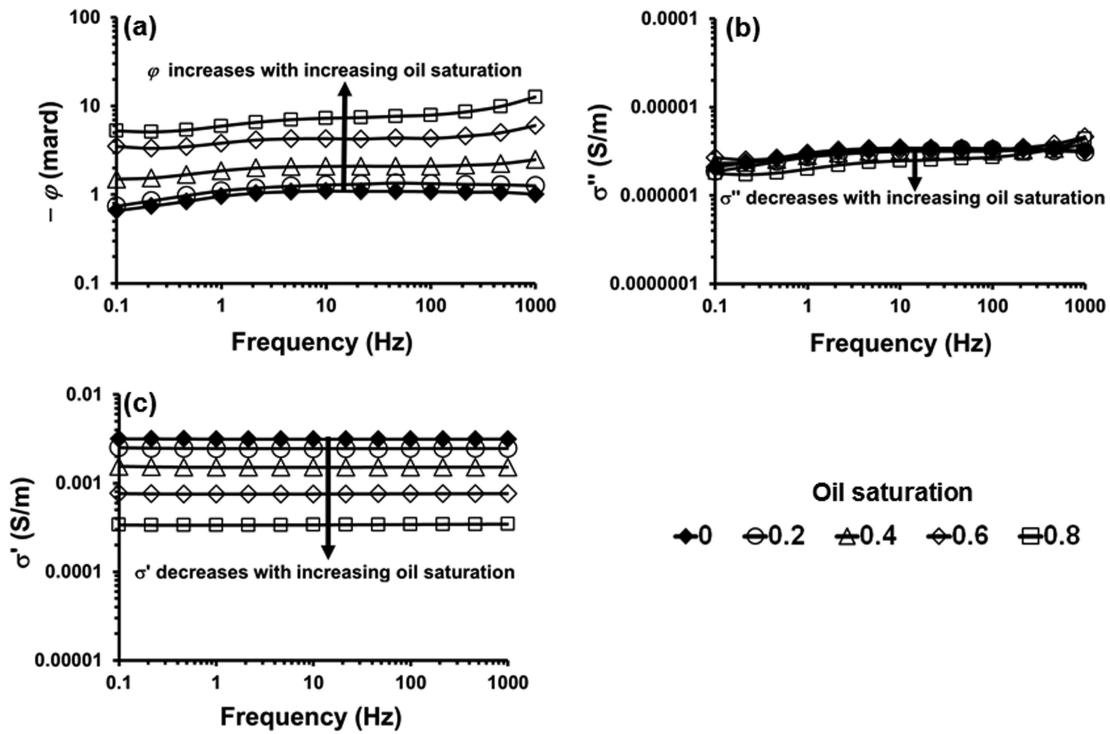 (a)
100
10
1
0.1
– φ (mard)
φ increases with increasing oil saturation
0.1 1 10 100 1000
Frequency (Hz)
(b)
0.0001
0.00001
0.000001
0.0000001
σ" (S/m)
σ" decreases with increasing oil saturation
0.1 1 10 100 1000
Frequency (Hz)
(c)
0.01
0.001
0.0001
0.00001
σ' (S/m)
σ' decreases with increasing oil saturation
0.1 1 10 100 1000
Frequency (Hz)
Oil saturation
0 0.2 0.4 0.6 0.8